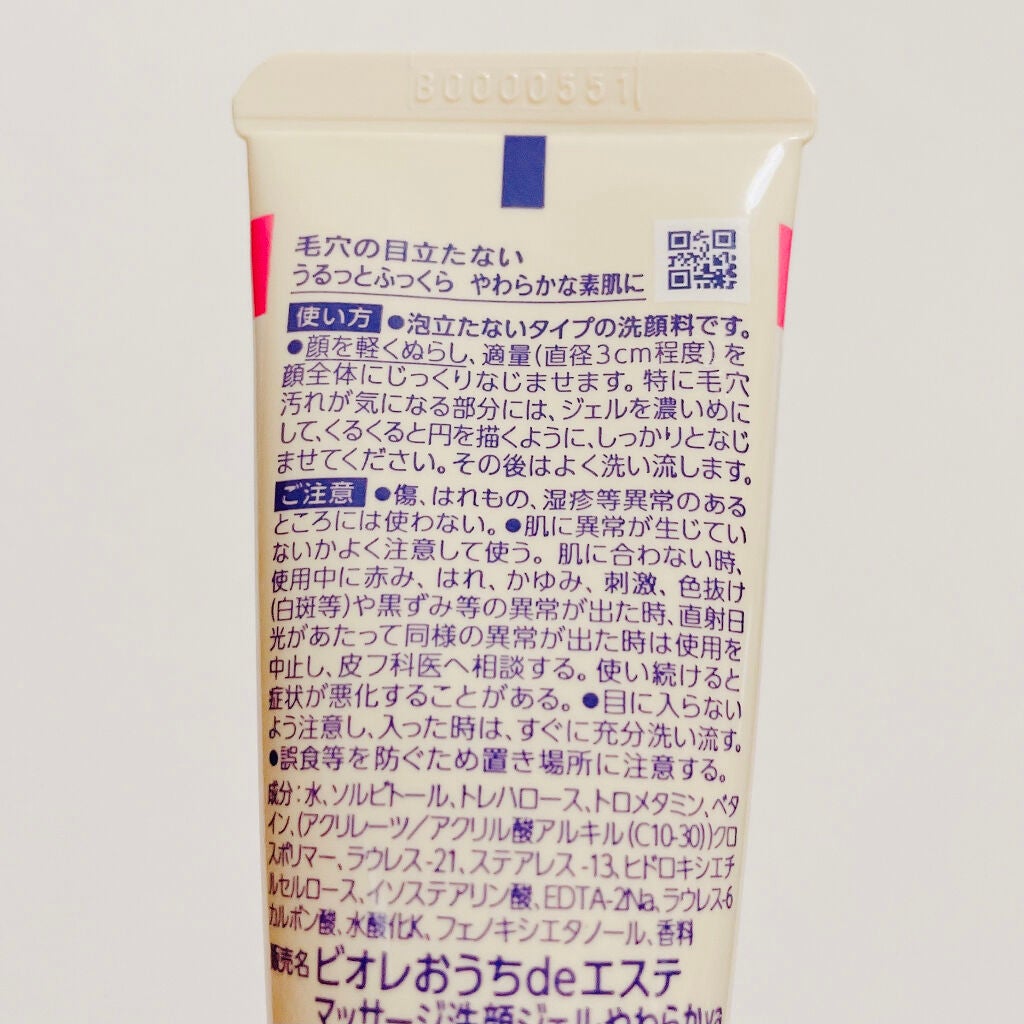 B0000551
毛穴の目立たない
うるっとふっくら やわらかな素肌に
使い方 ●泡立たないタイプの洗顔料です。
●顔を軽くぬらし、適量(直径3cm程度)を
顔全体にじっくりなじませます。特に毛穴
汚れが気になる部分には、ジェルを濃いめに
して、くるくると円を描くように、しっかりとなじ
ませてください。その後はよく洗い流します。
ご注意 ●傷、はれもの、湿疹等異常のある
ところには使わない。●肌に異常が生じてい
ないかよく注意して使う。肌に合わない時、
使用中に赤み、はれ、かゆみ、刺激、色抜け
(白斑等)や黒ずみ等の異常が出た時、直射日
光があたって同様の異常が出た時は使用を
中止し、皮フ科医へ相談する。使い続けると
症状が悪化することがある。●目に入らない
よう注意し、入った時は、すぐに充分洗い流す。
●誤食等を防ぐため置き場所に注意する。
成分:水、ソルビトール、トレハロース、トロメタミン、ベタ
イン、(アクリレーツ/アクリル酸アルキル(C10-30))クロ
スポリマー、ラウレス-21、ステアレス-13、ヒドロキシエチ
ルセルロース、イソステアリン酸、EDTA-2Na、ラウレス-6
カルボン酸、水酸化K、フェノキシエタノール、香料
販売名 ビオレおうちdeエステ
マッサージ洗顔ジェルやわらかYa